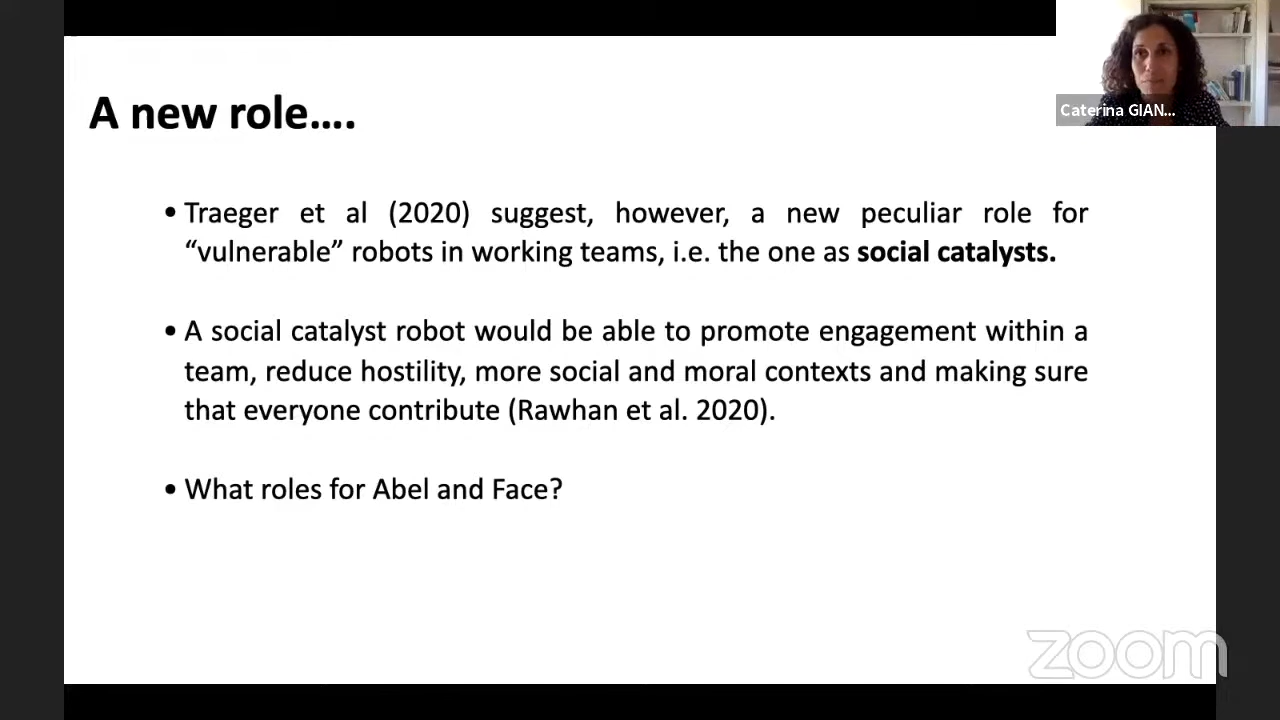 A new role....
Caterina GIAN...
• Traeger et al (2020) suggest, however, a new peculiar role for
“vulnerable” robots in working teams, i.e. the one as social catalysts.
• A social catalyst robot would be able to promote engagement within a
team, reduce hostility, more social and moral contexts and making sure
that everyone contribute (Rawhan et al. 2020).
• What roles for Abel and Face?
zoom